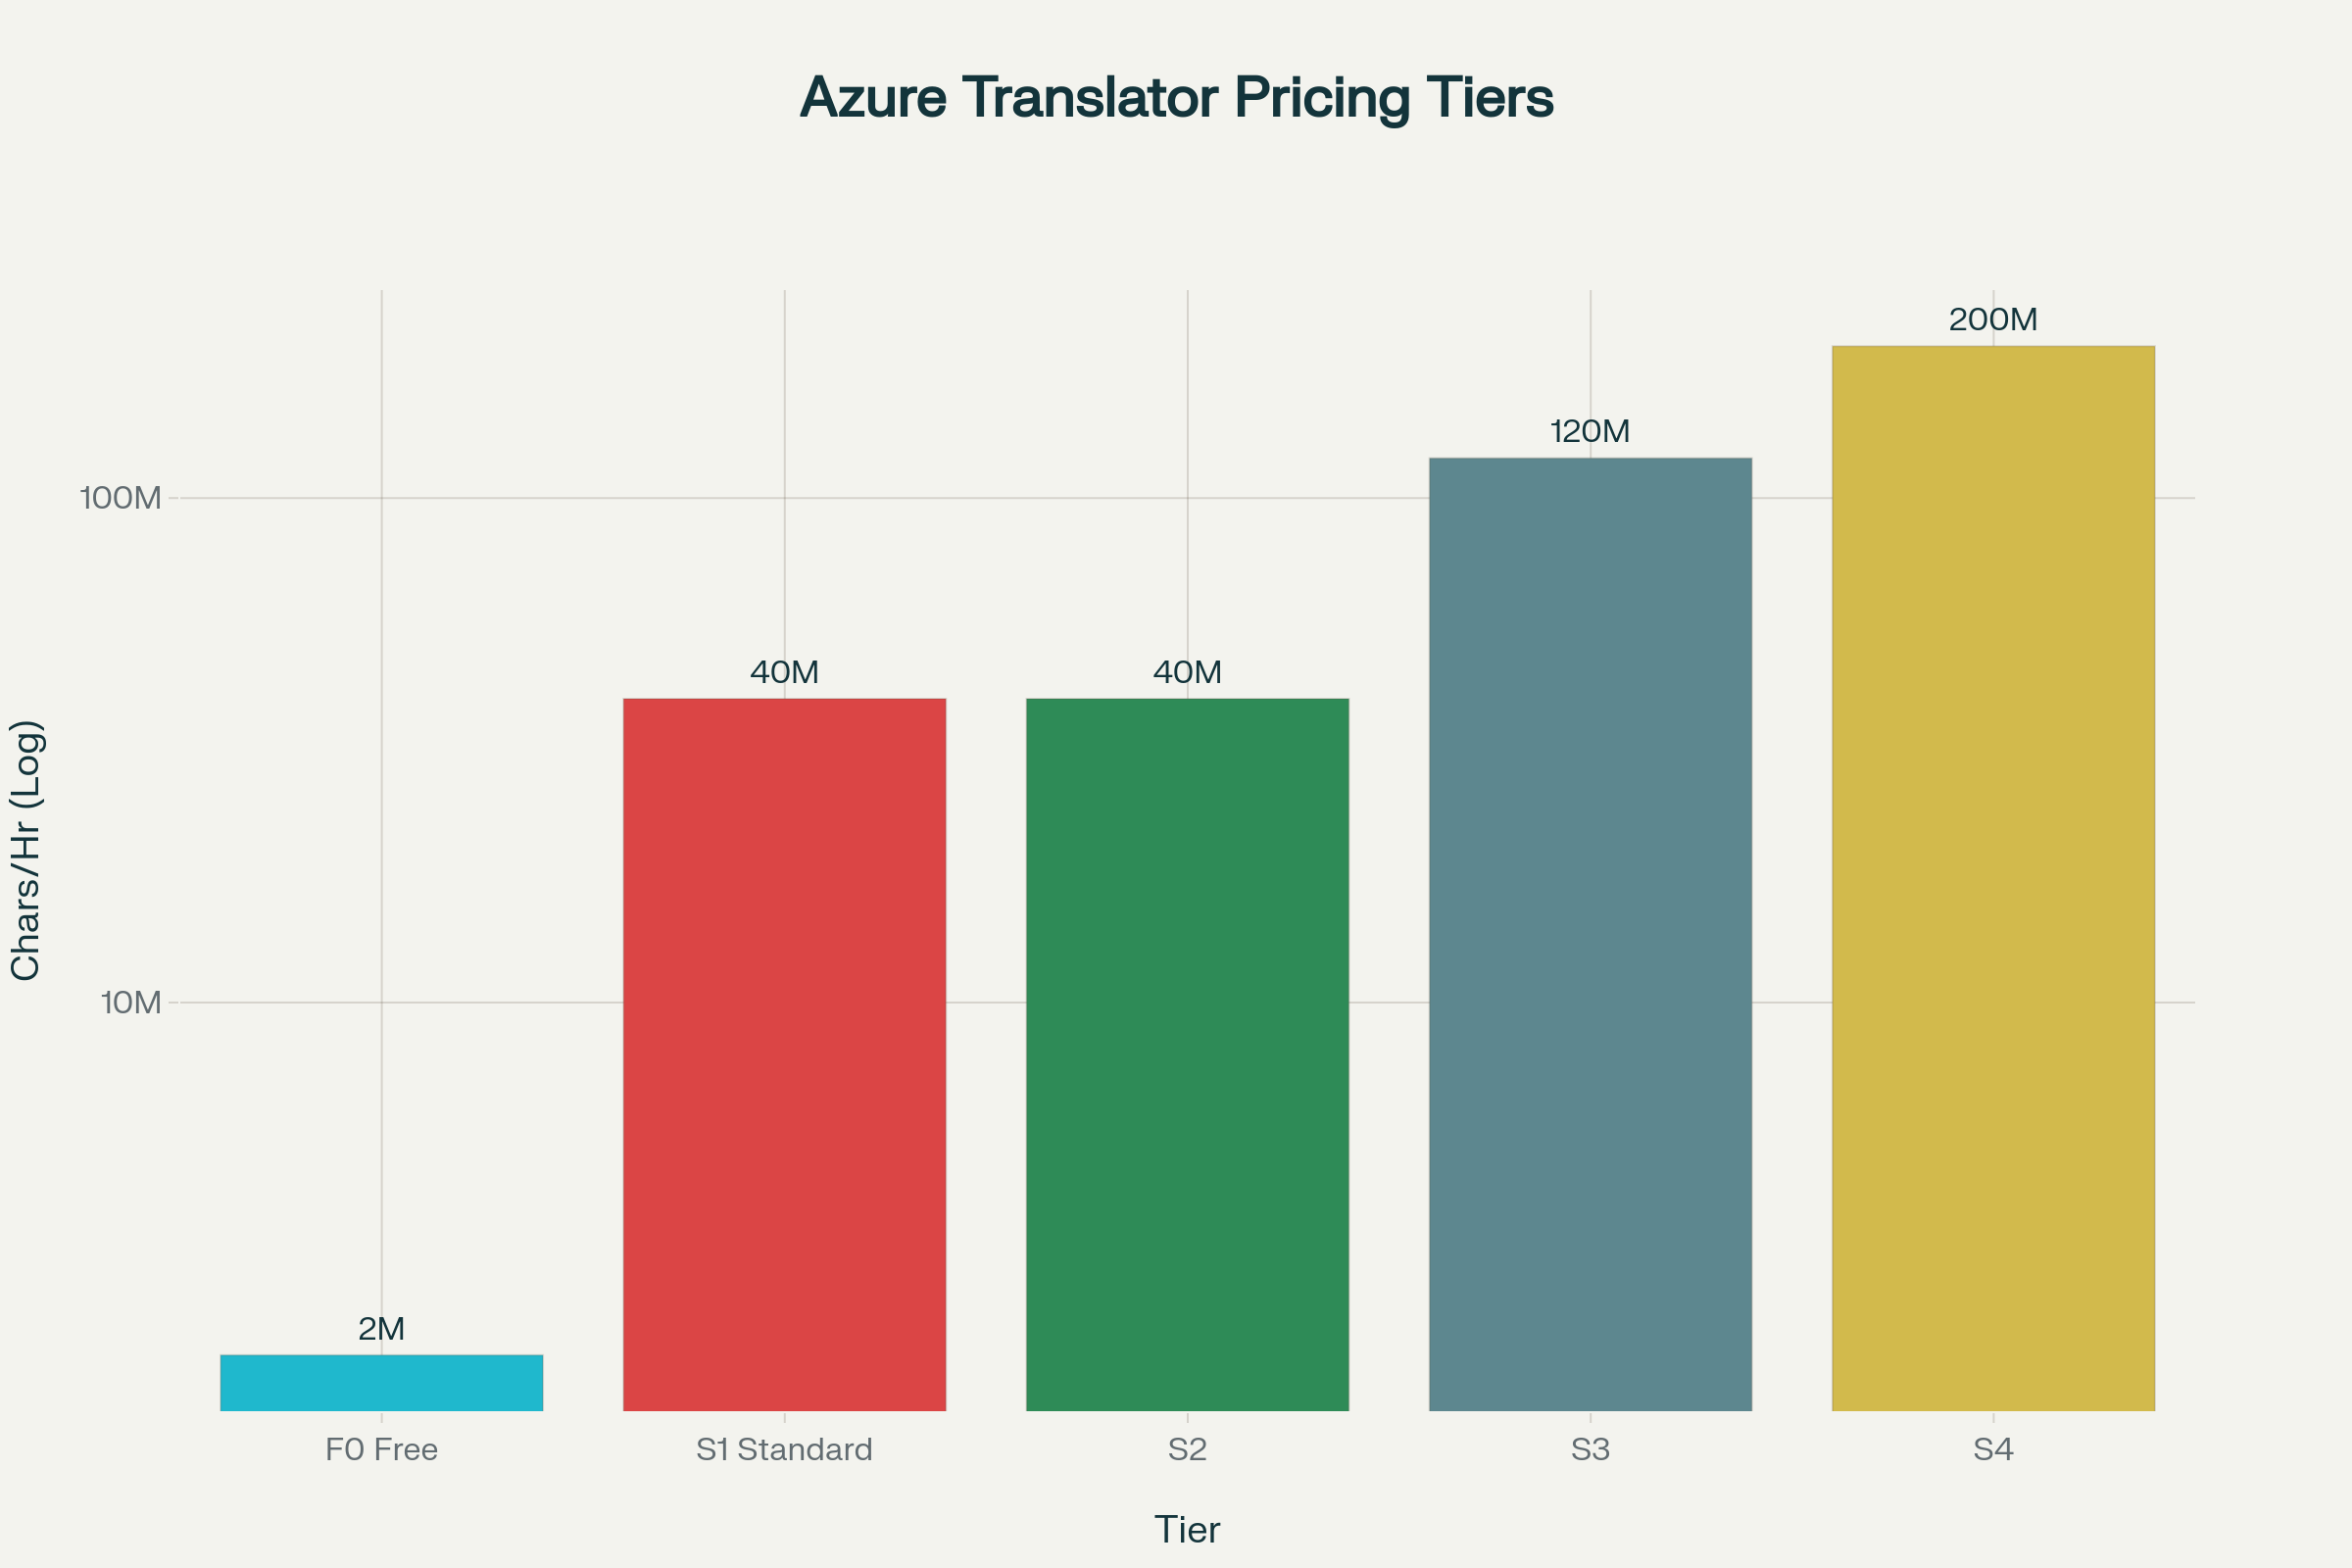 Azure Translator Pricing Tiers
200M
120M
100M
40M
40M
Chars/Hr (Log)
10M
2M
F0 Free
S1 Standard
S2
S3
S4
Tier